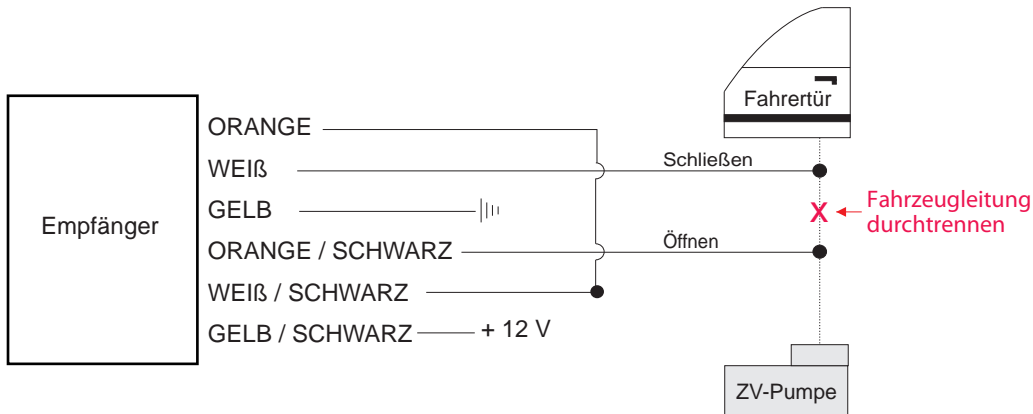 Fahrertür
ORANGE
WEIß
Schließen
GELB
X
Fahrzeugleitung
durchtrennen
Empfänger
ORANGE / SCHWARZ
Öffnen
WEIß / SCHWARZ
GELB / SCHWARZ
+ 12 V
ZV-Pumpe